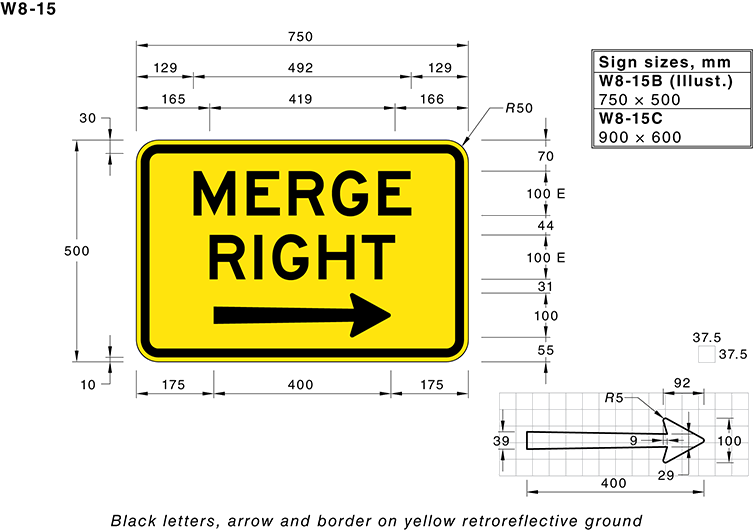 W8-15
750
129 492 129
165 419 166
R50
Sign sizes, mm
W8-15B (Illust.)
750 × 500
W8-15C
900 × 600
30
500
10
MERGE
RIGHT
70
100 E
44
100 E
31
100
55
175 400 175
37.5
37.5
92
R5
39
9
100
29
400
Black letters, arrow and border on yellow retroreflective ground